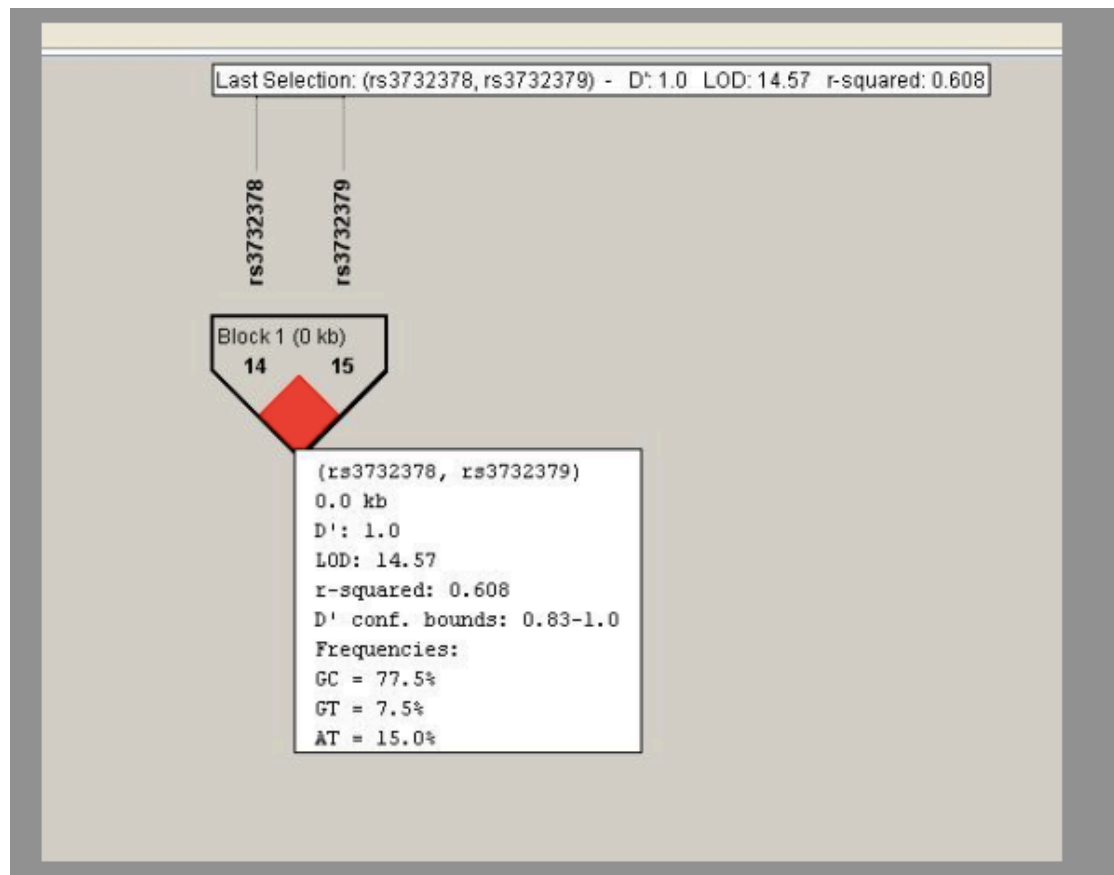 Last Selection: (rs3732378, rs3732379) - D': 1.0 LOD: 14.57 r-squared: 0.608
rs3732378
rs3732379
Block 1 (0 kb)
14 15
(rs3732378, rs3732379)
0.0 kb
D': 1.0
LOD: 14.57
r-squared: 0.608
D' conf. bounds: 0.83-1.0
Frequencies:
GC = 77.5%
GT = 7.5%
AT = 15.0%